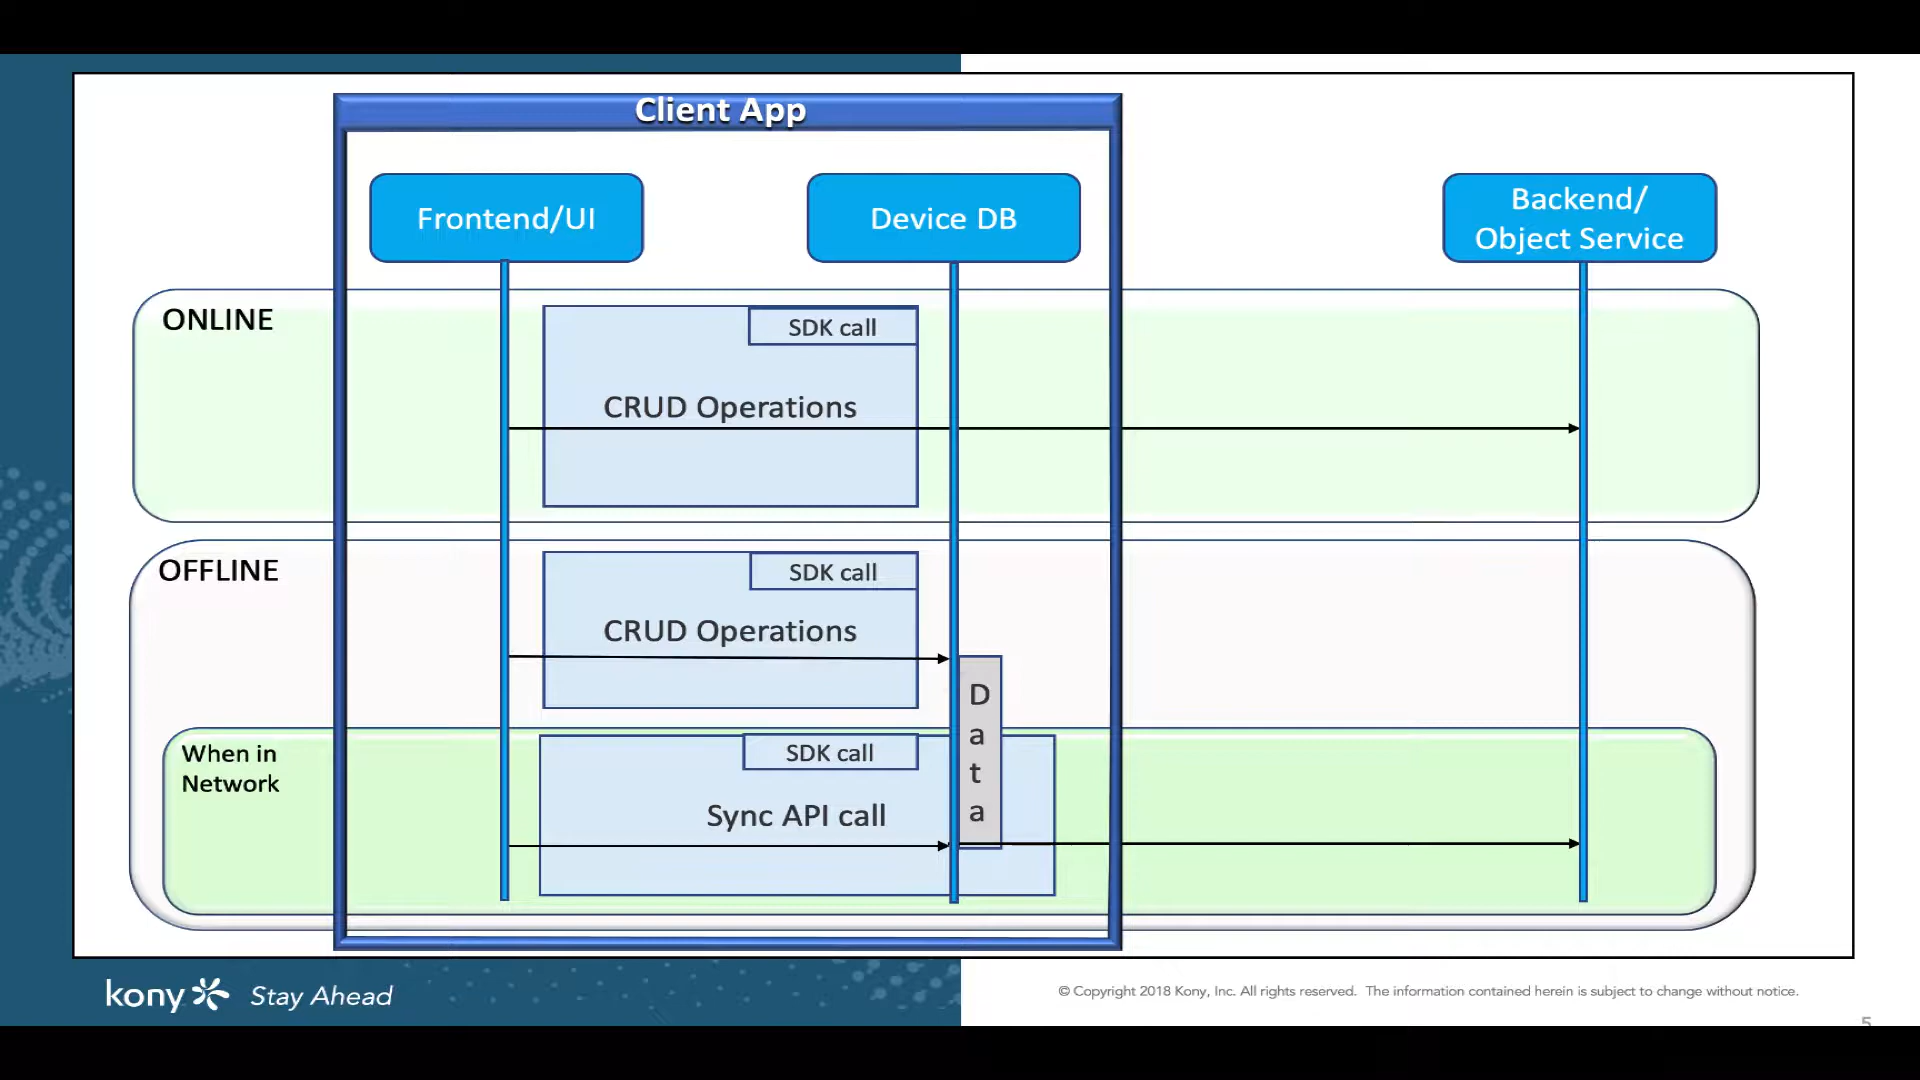 Client App
Frontend/UI
Device DB
Backend/
Object Service
ONLINE
SDK call
CRUD Operations
OFFLINE
SDK call
CRUD Operations
D
a
t
a
When in
Network
SDK call
Sync API call
kony Stay Ahead
© Copyright 2018 Kony, Inc. All rights reserved. The information contained herein is subject to change without notice.
5